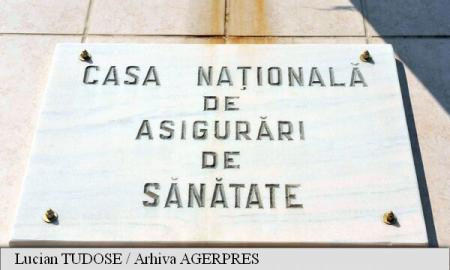 CASA NAȚIONALĂ
DE
ASIGURĂRI
DE
SĂNĂTATE
Lucian TUDOSE / Arhiva AGERPRES